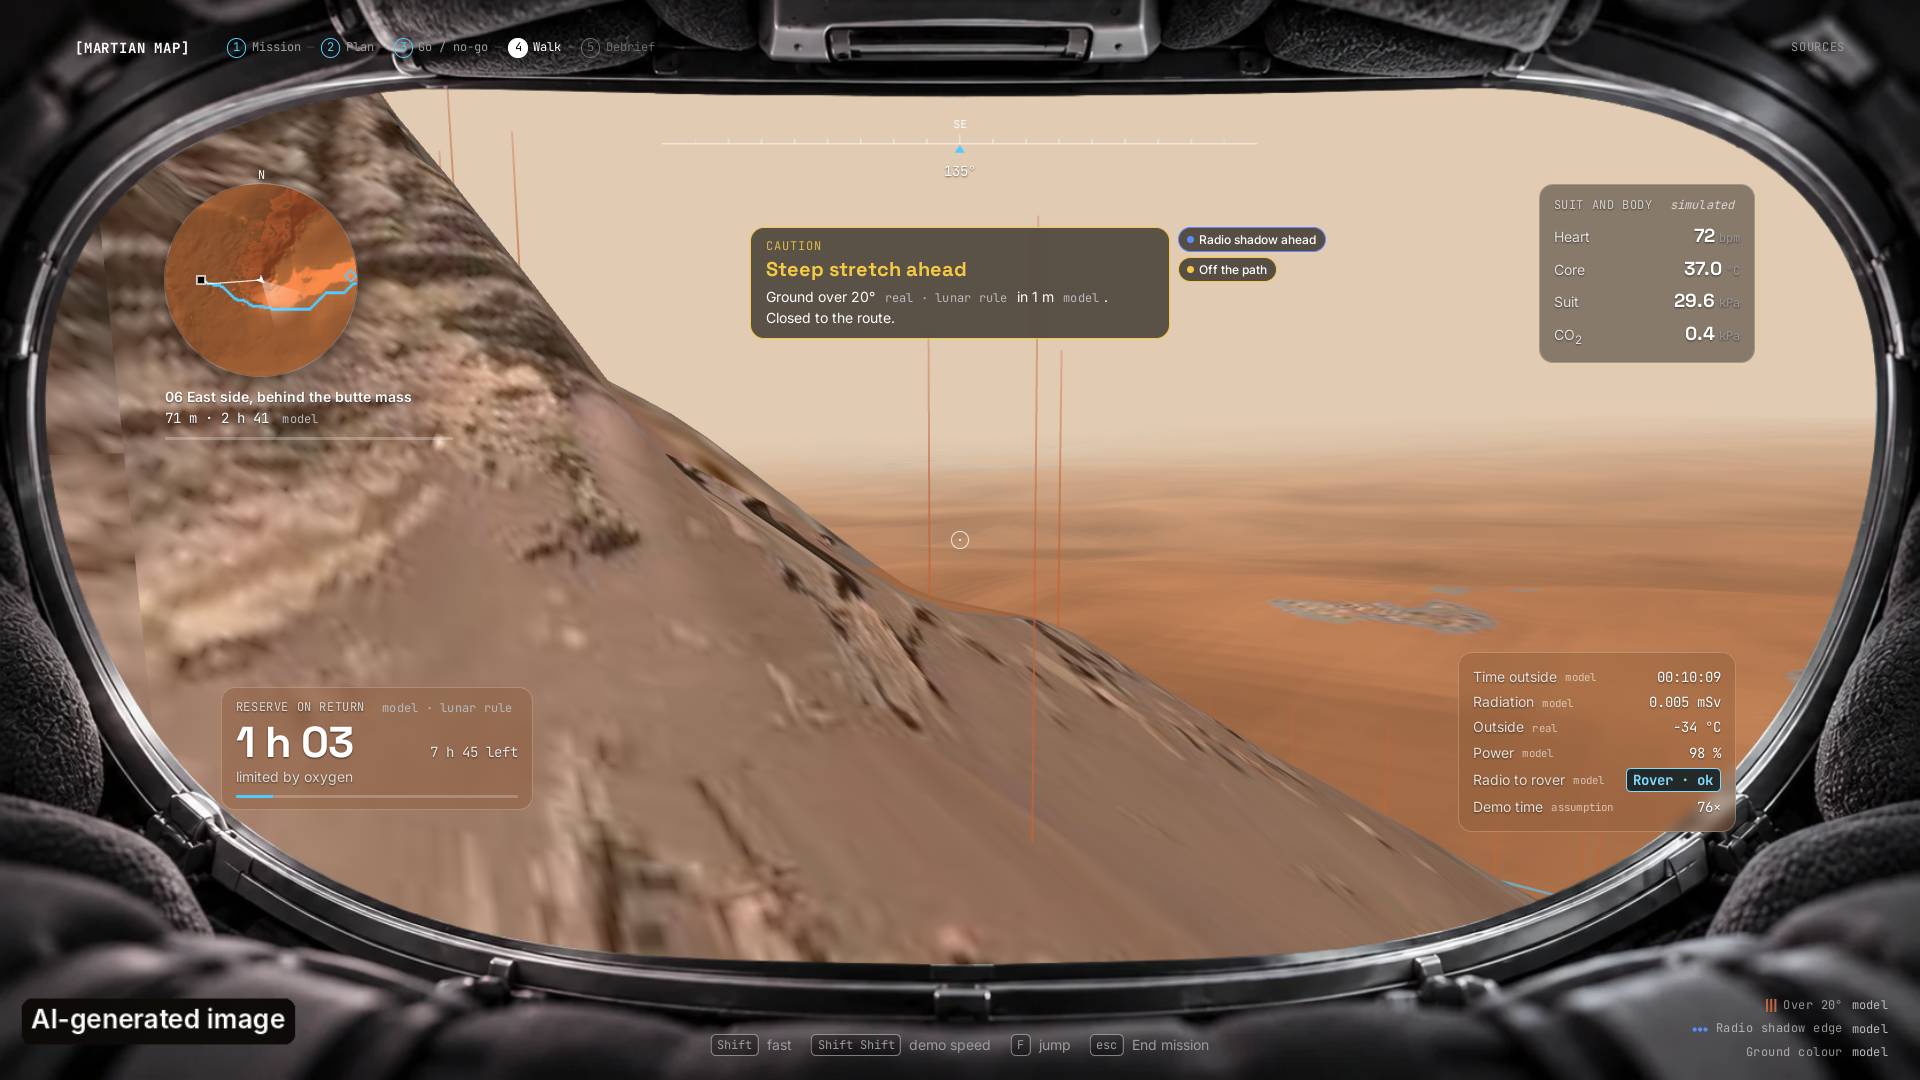 [MARTIAN MAP] 1 Mission 2 Plan 3 Go / no-go 4 Walk 5 Debrief
SOURCES
SE
135°
N
06 East side, behind the butte mass
71 m · 2 h 41 model
CAUTION
Steep stretch ahead
Ground over 20° real · lunar rule in 1 m model .
Closed to the route.
Radio shadow ahead
Off the path
SUIT AND BODY simulated
Heart 72 bpm
Core 37.0 °C
Suit 29.6 kPa
CO2 0.4 kPa
RESERVE ON RETURN model · lunar rule
1 h 03 7 h 45 left
limited by oxygen
Time outside model 00:10:09
Radiation model 0.005 mSv
Outside real -34 °C
Power model 98 %
Radio to rover model Rover · ok
Demo time assumption 76×
AI-generated image
Shift fast Shift Shift demo speed F jump esc End mission
Over 20° model
Radio shadow edge model
Ground colour model